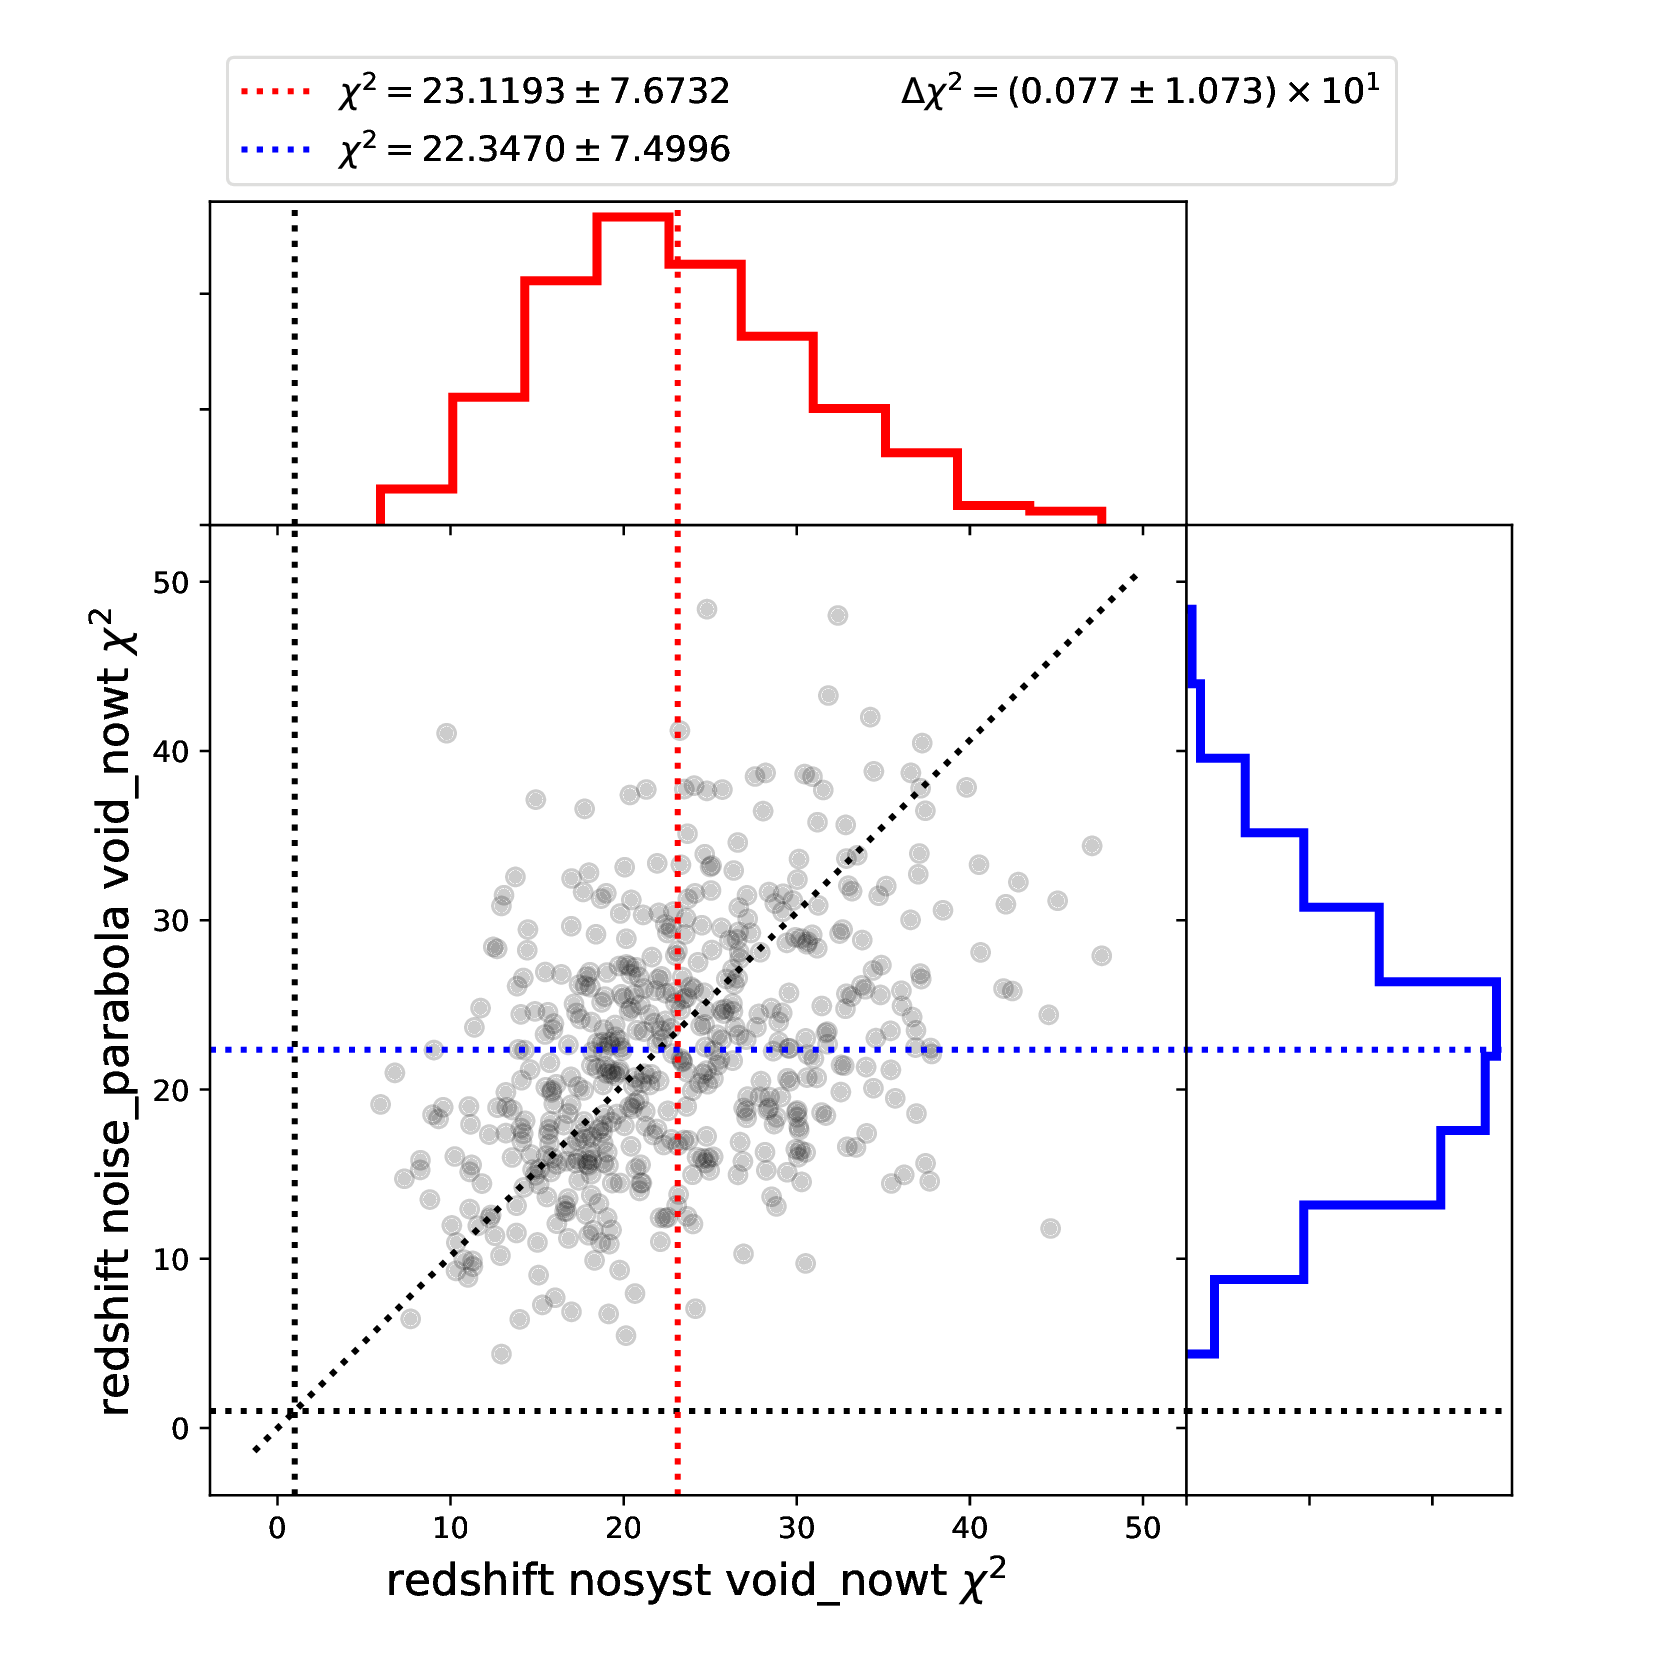 χ² = 23.1193 ± 7.6732
Δχ² = (0.077 ± 1.073) × 10¹
χ² = 22.3470 ± 7.4996
50
40
30
20
10
0
redshift noise_parabola void_nowt χ²
0 10 20 30 40 50
redshift nosyst void_nowt χ²